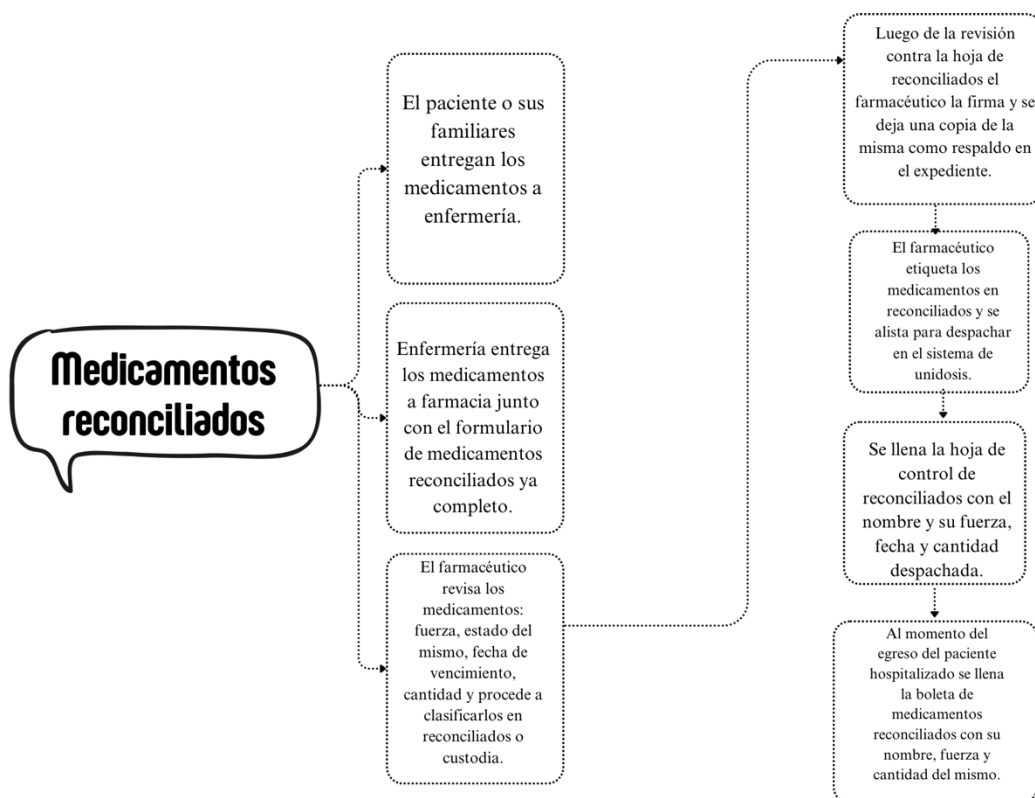 Medicamentos
reconciliados
El paciente o sus
familiares
entregan los
medicamentos a
enfermería.
Enfermería entrega
los medicamentos
a farmacia junto
con el formulario
de medicamentos
reconciliados ya
completo.
El farmacéutico
revisa los
medicamentos:
fuerza, estado del
mismo, fecha de
vencimiento,
cantidad y procede a
clasificarlos en
reconciliados o
custodia.
Luego de la revisión
contra la hoja de
reconciliados el
farmacéutico la firma y se
deja una copia de la
misma como respaldo en
el expediente.
El farmacéutico
etiqueta los
medicamentos en
reconciliados y se
alista para despachar
en el sistema de
unidosis.
Se llena la hoja de
control de
reconciliados con el
nombre y su fuerza,
fecha y cantidad
despachada.
Al momento del
egreso del paciente
hospitalizado se llena
la boleta de
medicamentos
reconciliados con su
nombre, fuerza y
cantidad del mismo.